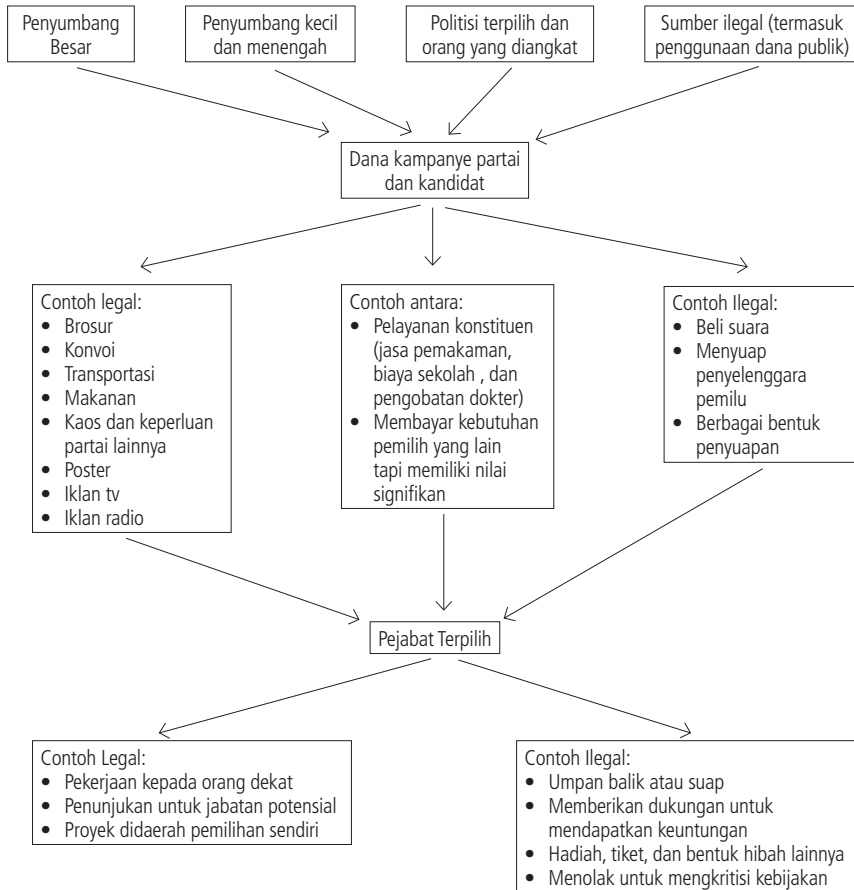 Penyumbang
Besar
Penyumbang kecil
dan menengah
Politisi terpilih dan
orang yang diangkat
Sumber ilegal (termasuk
penggunaan dana publik)
Dana kampanye partai
dan kandidat
Contoh legal:
• Brosur
• Konvoi
• Transportasi
• Makanan
• Kaos dan keperluan
partai lainnya
• Poster
• Iklan tv
• Iklan radio
Contoh antara:
• Pelayanan konstituen
(jasa pemakaman,
biaya sekolah , dan
pengobatan dokter)
• Membayar kebutuhan
pemilih yang lain
tapi memiliki nilai
signifikan
Contoh Ilegal:
• Beli suara
• Menyuap
penyelenggara
pemilu
• Berbagai bentuk
penyuapan
Pejabat Terpilih
Contoh Legal:
• Pekerjaan kepada orang dekat
• Penunjukan untuk jabatan potensial
• Proyek didaerah pemilihan sendiri
Contoh Ilegal:
• Umpan balik atau suap
• Memberikan dukungan untuk
mendapatkan keuntungan
• Hadiah, tiket, dan bentuk hibah lainnya
• Menolak untuk mengkritisi kebijakan